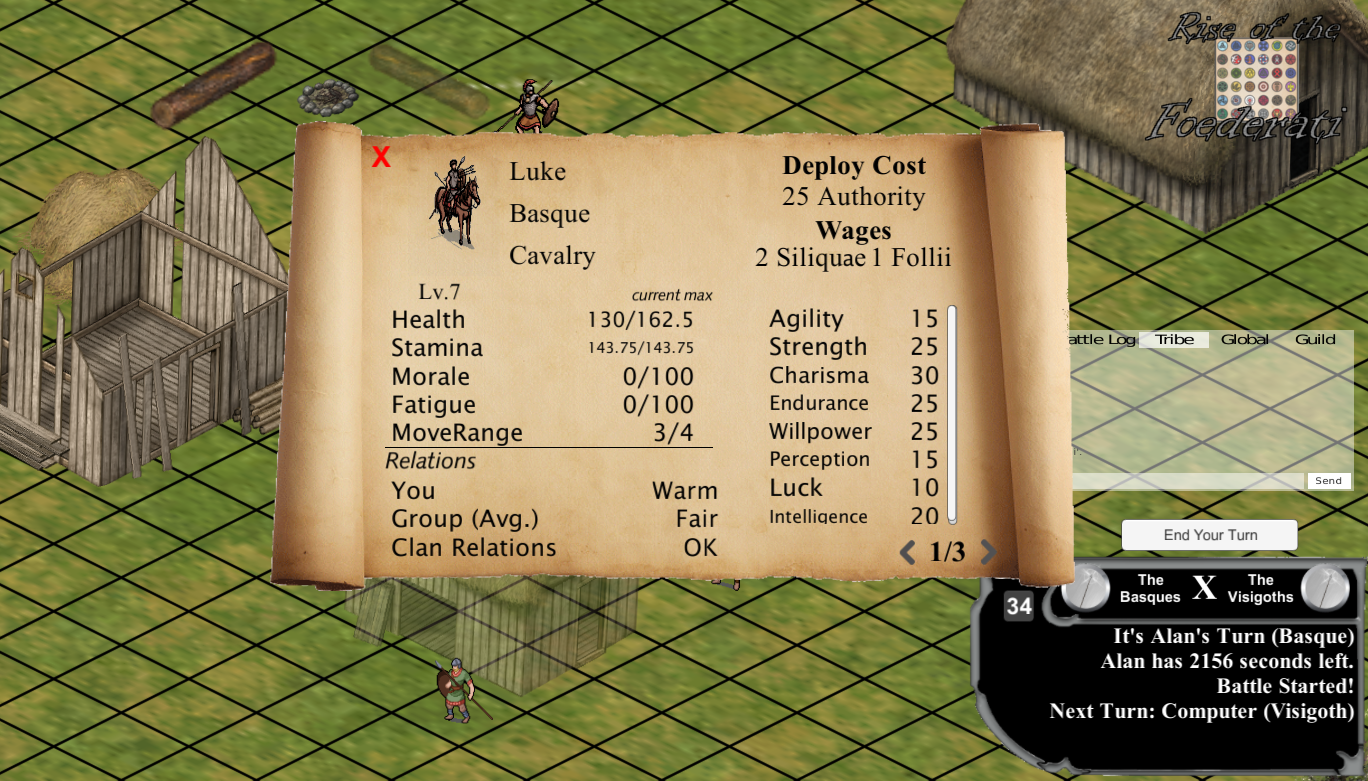 Rise of the
Foederati
X
Luke
Basque
Cavalry
Deploy Cost
25 Authority
Wages
2 Siliquae 1 Follii
Lv.7
current max
Health 130/162.5
Stamina 143.75/143.75
Morale 0/100
Fatigue 0/100
MoveRange 3/4
Relations
You Warm
Group (Avg.) Fair
Clan Relations OK
Agility 15
Strength 25
Charisma 30
Endurance 25
Willpower 25
Perception 15
Luck 10
Intelligence 20
1/3
attle Log Tribe Global Guild
Send
End Your Turn
34
The Basques X The Visigoths
It's Alan's Turn (Basque)
Alan has 2156 seconds left.
Battle Started!
Next Turn: Computer (Visigoth)